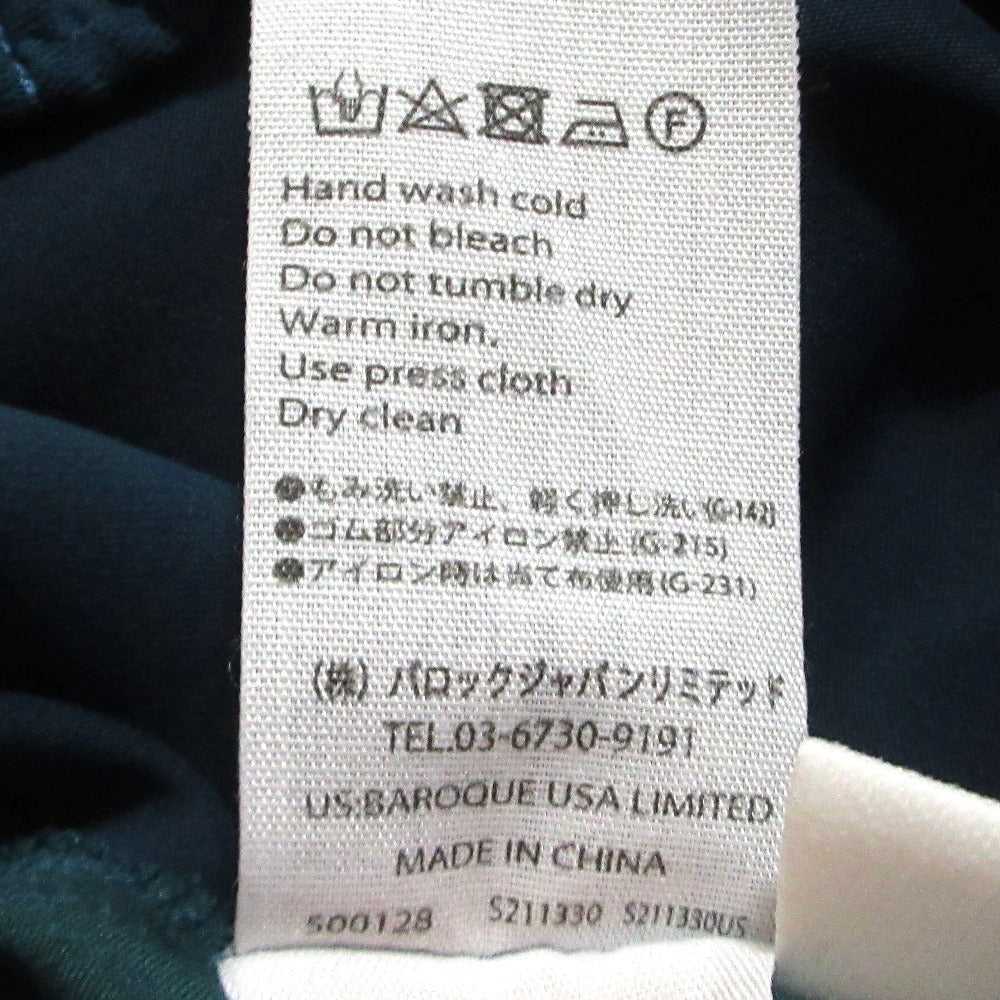 F
Hand wash cold
Do not bleach
Do not tumble dry
Warm iron.
Use press cloth
Dry clean
●もみ洗い禁止、軽く押し洗い(G-142)
●ゴム部分アイロン禁止(G-215)
●アイロン時は当て布使用(G-231)
(株)バロックジャパンリミテッド
TEL.03-6730-9191
US:BAROQUE USA LIMITED
MADE IN CHINA
500128 S211330 S211330US